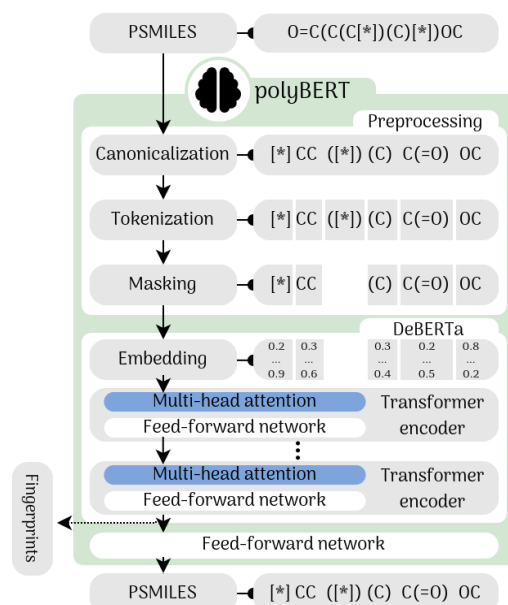 PSMILES O=C(C(C[*])(C)[*])OC
polyBERT
Preprocessing
Canonicalization [*] CC ([*]) (C) C(=O) OC
Tokenization [*] CC ([*]) (C) C(=O) OC
Masking [*] CC (C) C(=O) OC
DeBERTa
Embedding
0.2 0.3 0.3 0.2 0.8
... ... ... ... ...
0.9 0.6 0.4 0.5 0.2
Multi-head attention
Feed-forward network
Transformer
encoder
Multi-head attention
Feed-forward network
Transformer
encoder
Fingerprints
Feed-forward network
PSMILES [*] CC ([*]) (C) C(=O) OC